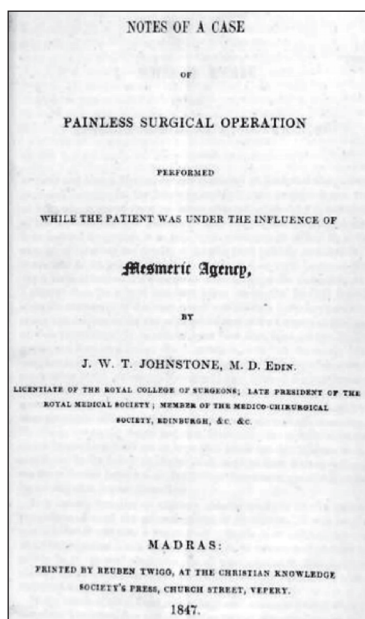 NOTES OF A CASE
OF
PAINLESS SURGICAL OPERATION
PERFORMED
WHILE THE PATIENT WAS UNDER THE INFLUENCE OF
Mesmeric Agency,
BY
J. W. T. JOHNSTONE, M. D. EDIN.
LICENTIATE OF THE ROYAL COLLEGE OF SURGEONS; LATE PRESIDENT OF THE
ROYAL MEDICAL SOCIETY; MEMBER OF THE MEDICO-CHIRURGICAL
SOCIETY, EDINBURGH, &C. &C.
MADRAS:
PRINTED BY REUBEN TWIGG, AT THE CHRISTIAN KNOWLEDGE
SOCIETY'S PRESS, CHURCH STREET, VEPERY.
1847.